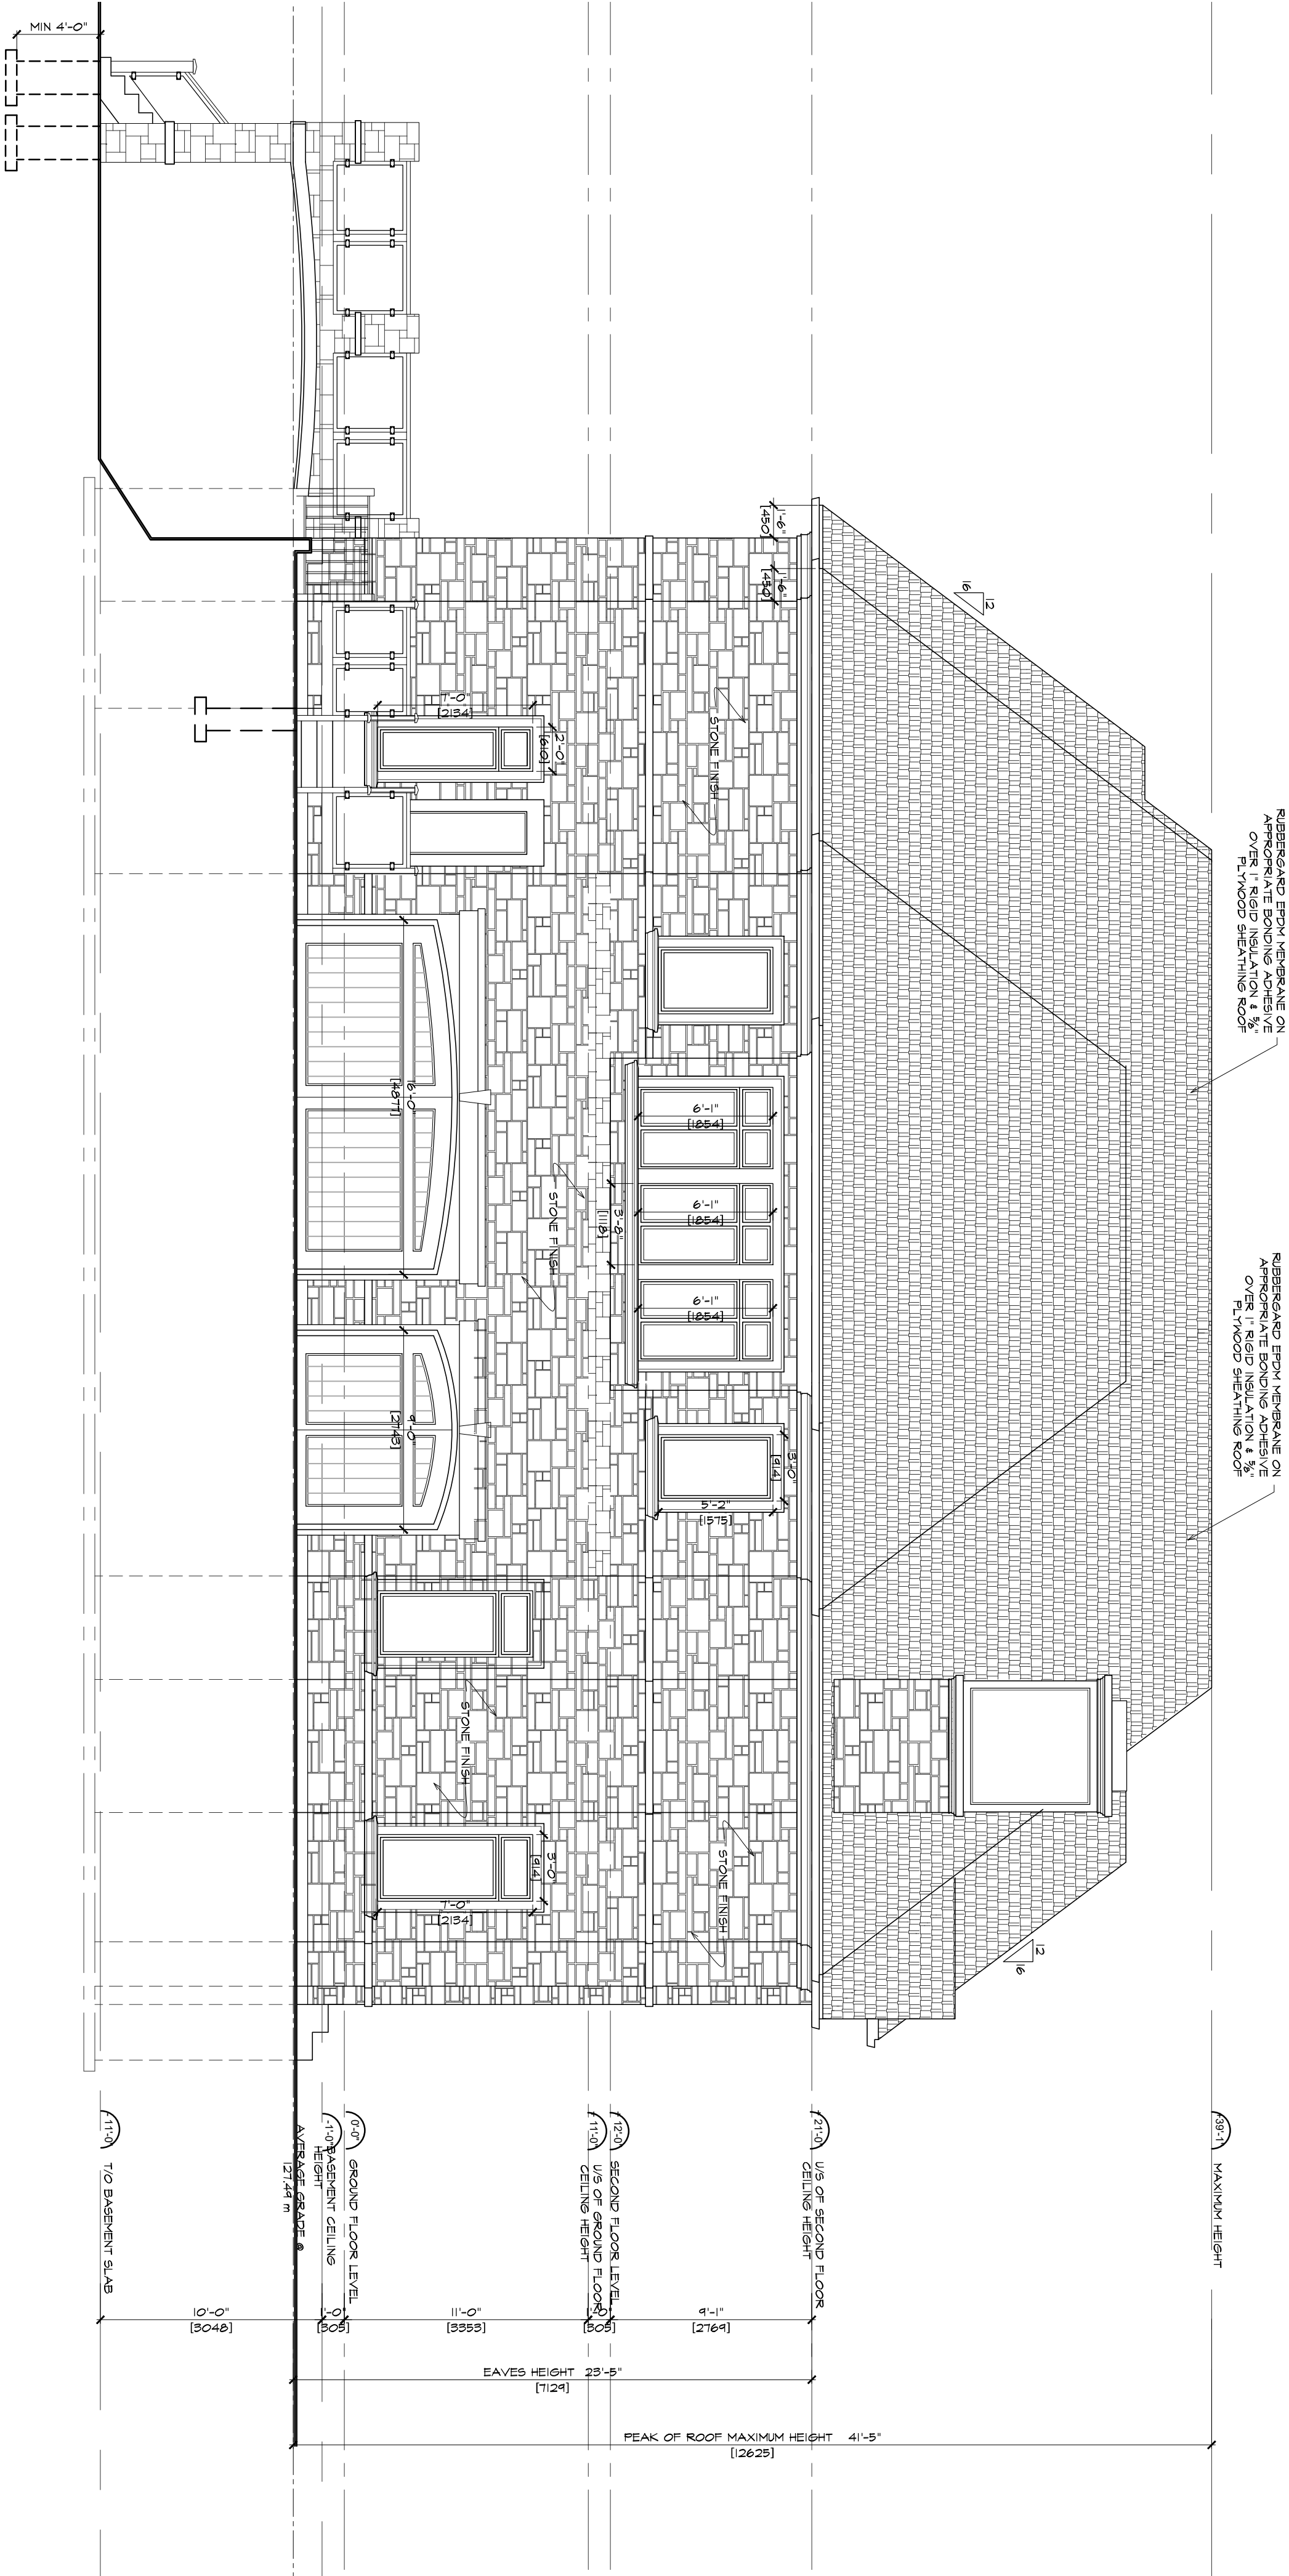 RUBBERGARD EPDM MEMBRANE ON
APPROPRIATE BONDING ADHESIVE
OVER 1" RIGID INSULATION & 5/8"
PLYWOOD SHEATHING ROOF
RUBBERGARD EPDM MEMBRANE ON
APPROPRIATE BONDING ADHESIVE
OVER 1" RIGID INSULATION & 5/8"
PLYWOOD SHEATHING ROOF
39'-1
MAXIMUM HEIGHT
12
16
12
16
1'-6"
[450]
1'-6"
[450]
21'-0
U/S OF SECOND FLOOR
CEILING HEIGHT
STONE FINISH
6'-1"
[1854]
6'-1"
[1854]
6'-1"
[1854]
3'-8"
[1118]
3'-0"
[914]
5'-2"
[1575]
STONE FINISH
12'-0
SECOND FLOOR LEVEL
11'-0
U/S OF GROUND FLOOR
CEILING HEIGHT
7'-0"
[2134]
2'-0"
[610]
STONE FINISH
16'-0"
[4877]
9'-0"
[2743]
STONE FINISH
3'-0"
[914]
7'-0"
[2134]
0'-0"
GROUND FLOOR LEVEL
-1'-0"
BASEMENT CEILING
HEIGHT
AVERAGE GRADE @
127.49 m
-11'-0
T/O BASEMENT SLAB
MIN 4'-0"
10'-0"
[3048]
1'-0"
[305]
11'-0"
[3353]
1'-0"
[305]
9'-1"
[2769]
EAVES HEIGHT 23'-5"
[7129]
PEAK OF ROOF MAXIMUM HEIGHT 41'-5"
[12625]